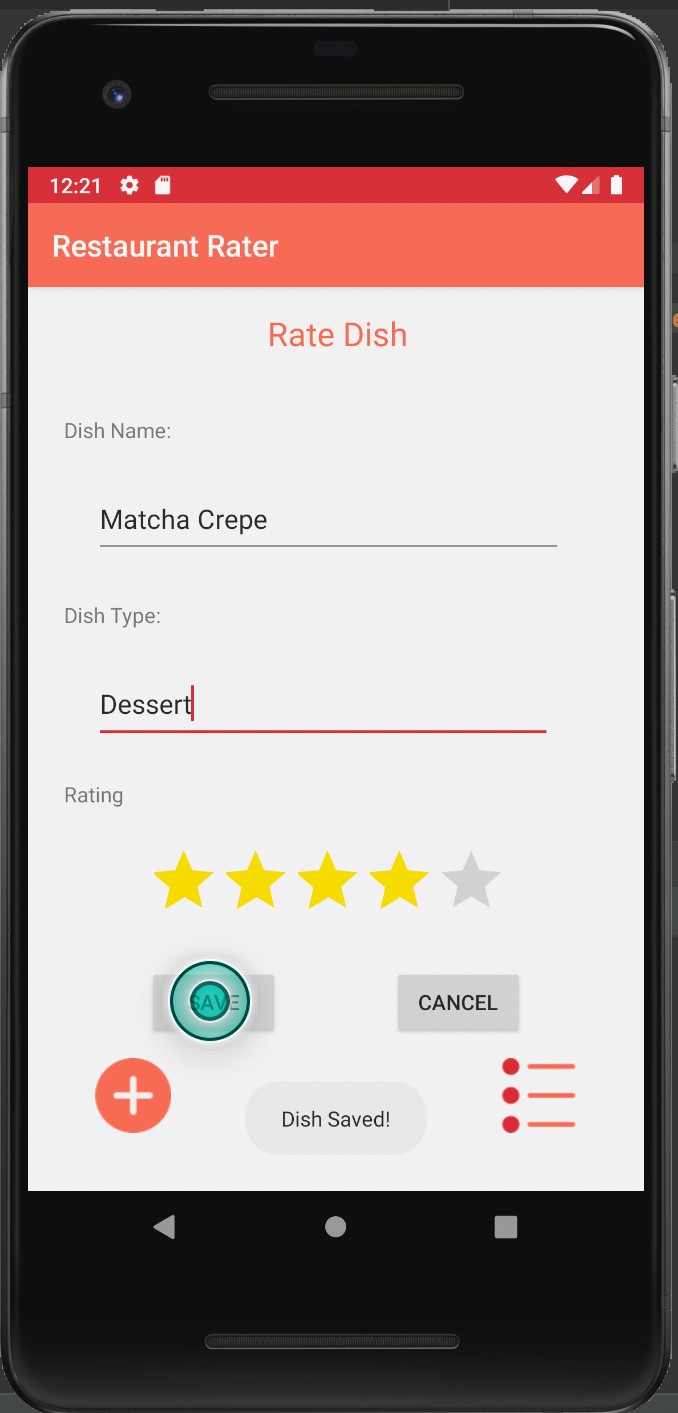 12:21
Restaurant Rater
Rate Dish
Dish Name:
Matcha Crepe
Dish Type:
Dessert
Rating
SAVE
CANCEL
Dish Saved!